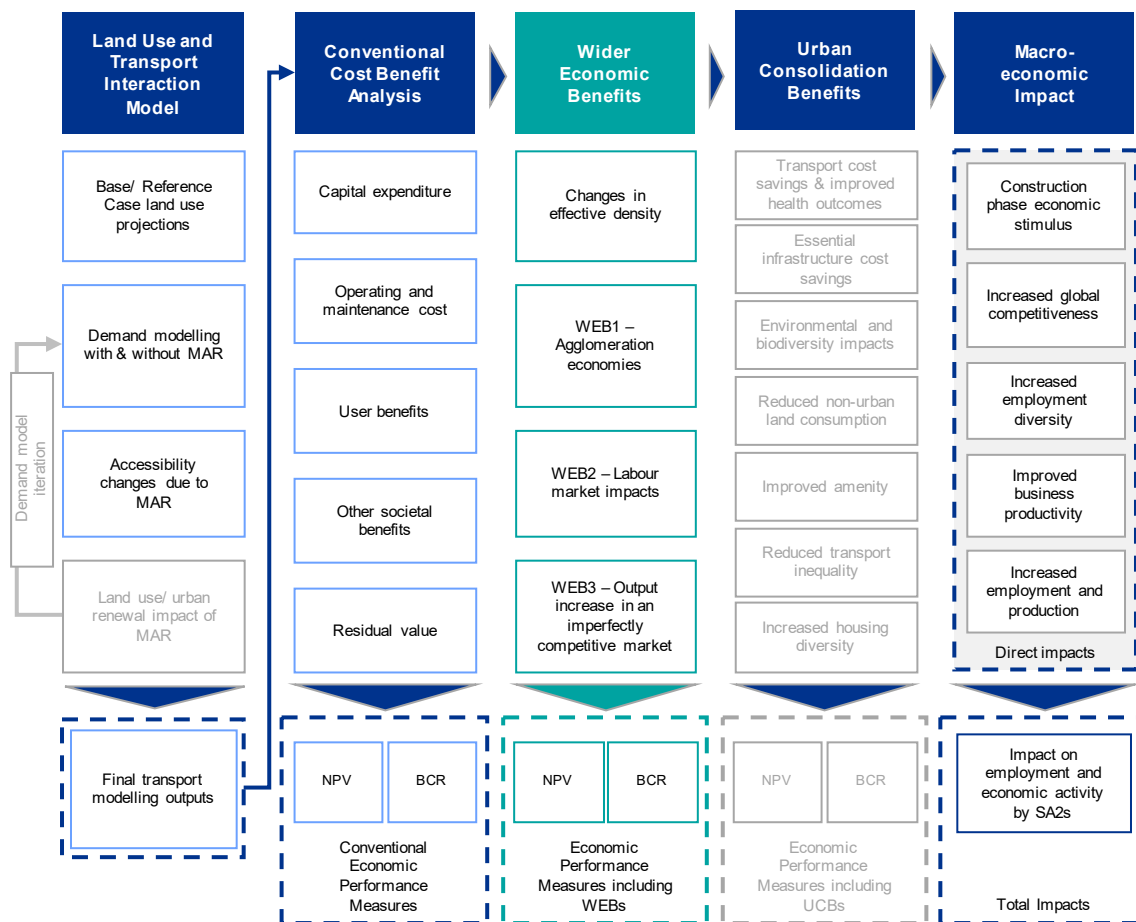 Land Use and
Transport
Interaction
Model
Base/ Reference
Case land use
projections
Demand modelling
with & without MAR
Accessibility
changes due to
MAR
Land use/ urban
renewal impact of
MAR
Demand model
iteration
Final transport
modelling outputs
Conventional
Cost Benefit
Analysis
Capital expenditure
Operating and
maintenance cost
User benefits
Other societal
benefits
Residual value
NPV
BCR
Conventional
Economic
Performance
Measures
Wider
Economic
Benefits
Changes in
effective density
WEB1 –
Agglomeration
economies
WEB2 – Labour
market impacts
WEB3 – Output
increase in an
imperfectly
competitive market
NPV
BCR
Economic
Performance
Measures including
WEBs
Urban
Consolidation
Benefits
Transport cost
savings & improved
health outcomes
Essential
infrastructure cost
savings
Environmental and
biodiversity impacts
Reduced non-urban
land consumption
Improved amenity
Reduced transport
inequality
Increased housing
diversity
NPV
BCR
Economic
Performance
Measures including
UCBs
Macro-
economic
Impact
Construction
phase economic
stimulus
Increased global
competitiveness
Increased
employment
diversity
Improved
business
productivity
Increased
employment and
production
Direct impacts
Impact on
employment and
economic activity
by SA2s
Total Impacts